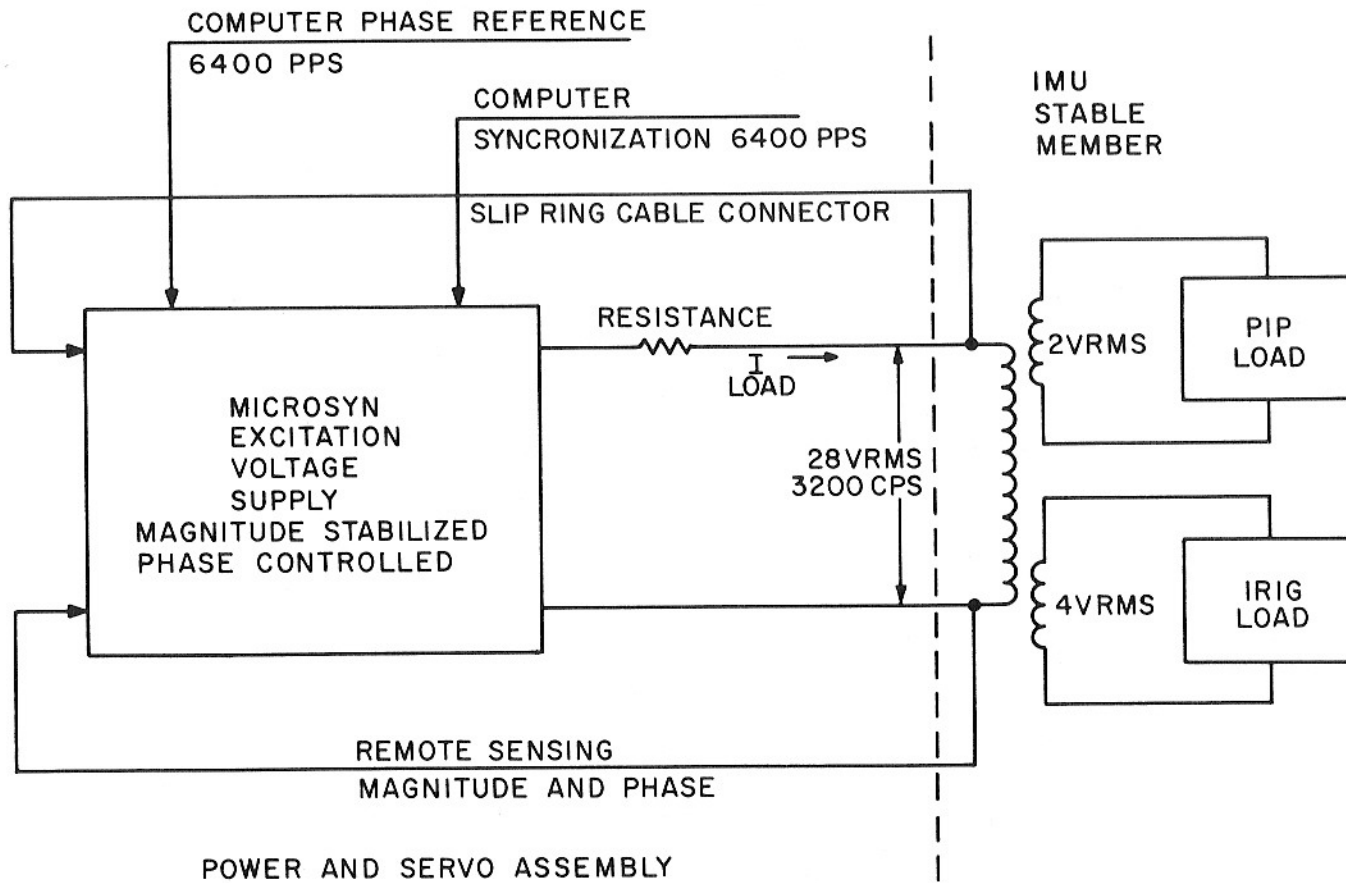 COMPUTER PHASE REFERENCE
6400 PPS
COMPUTER
SYNCRONIZATION 6400 PPS
IMU
STABLE
MEMBER
SLIP RING CABLE CONNECTOR
RESISTANCE
I
LOAD
28 VRMS
3200 CPS
2VRMS
PIP
LOAD
MICROSYN
EXCITATION
VOLTAGE
SUPPLY
MAGNITUDE STABILIZED
PHASE CONTROLLED
4VRMS
IRIG
LOAD
REMOTE SENSING
MAGNITUDE AND PHASE
POWER AND SERVO ASSEMBLY